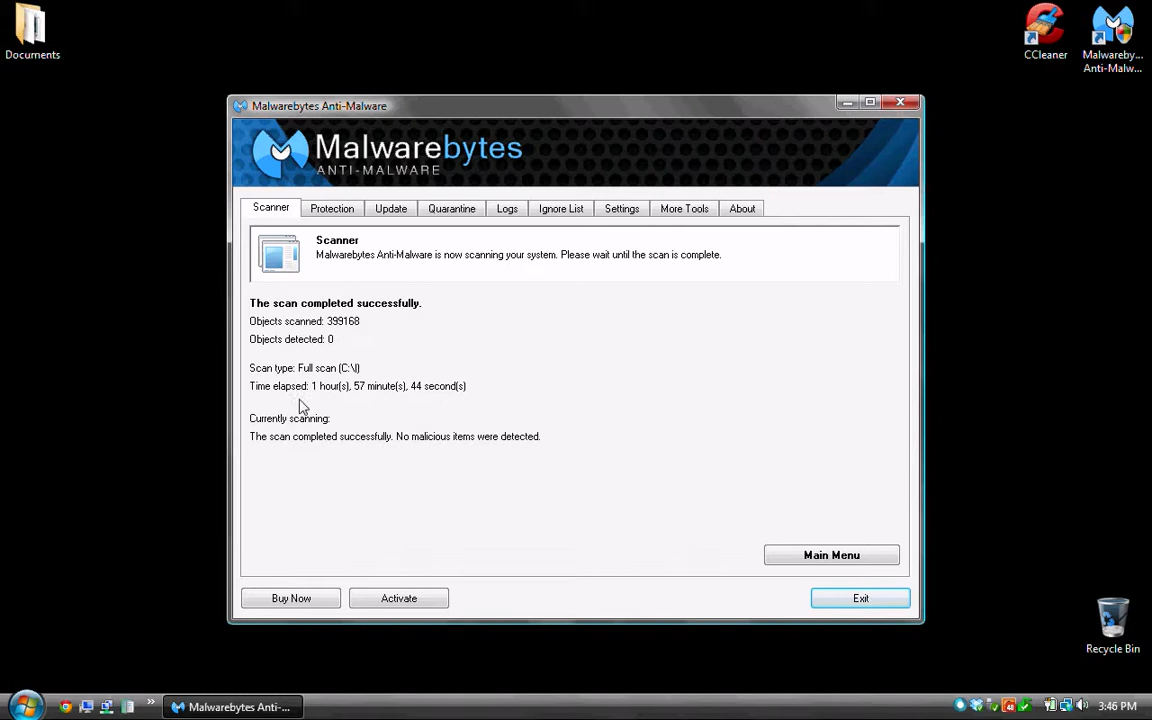 Documents
CCleaner
Malwareby...
Anti-Malw...
Malwarebytes Anti-Malware
Malwarebytes
ANTI-MALWARE
Scanner Protection Update Quarantine Logs Ignore List Settings More Tools About
Scanner
Malwarebytes Anti-Malware is now scanning your system. Please wait until the scan is complete.
The scan completed successfully.
Objects scanned: 399168
Objects detected: 0
Scan type: Full scan (C:\|)
Time elapsed: 1 hour(s), 57 minute(s), 44 second(s)
Currently scanning:
The scan completed successfully. No malicious items were detected.
Main Menu
Buy Now Activate Exit
Recycle Bin
Malwarebytes Anti-...
48
3:46 PM